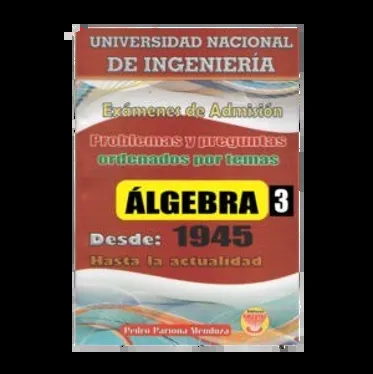 UNIVERSIDAD NACIONAL
DE INGENIERÍA
Exámenes de Admisión
Problemas y preguntas
ordenados por temas
ÁLGEBRA 3
Desde: 1945
Hasta la actualidad
Pedro Pariona Mendoza